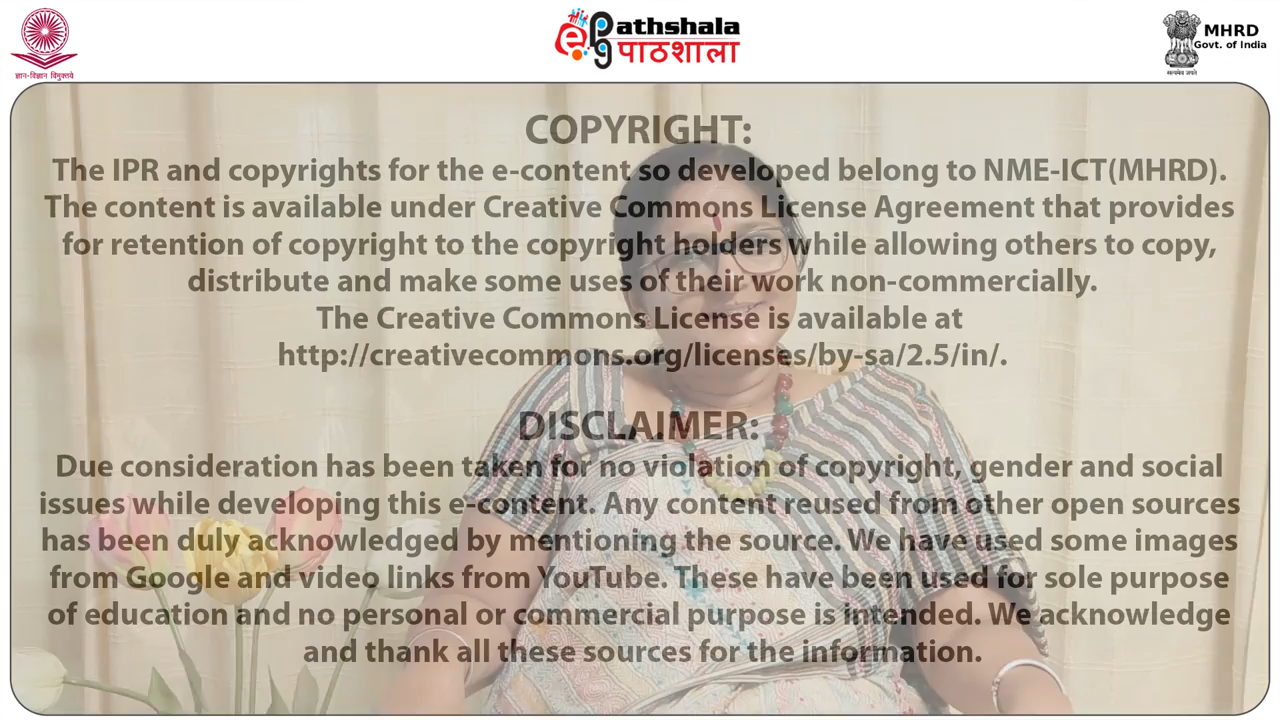 ज्ञान-विज्ञान विमुक्तये
ePathshala
पाठशाला
सत्यमेव जयते
MHRD
Govt. of India
COPYRIGHT:
The IPR and copyrights for the e-content so developed belong to NME-ICT(MHRD).
The content is available under Creative Commons License Agreement that provides
for retention of copyright to the copyright holders while allowing others to copy,
distribute and make some uses of their work non-commercially.
The Creative Commons License is available at
http://creativecommons.org/licenses/by-sa/2.5/in/.
DISCLAIMER:
Due consideration has been taken for no violation of copyright, gender and social
issues while developing this e-content. Any content reused from other open sources
has been duly acknowledged by mentioning the source. We have used some images
from Google and video links from YouTube. These have been used for sole purpose
of education and no personal or commercial purpose is intended. We acknowledge
and thank all these sources for the information.